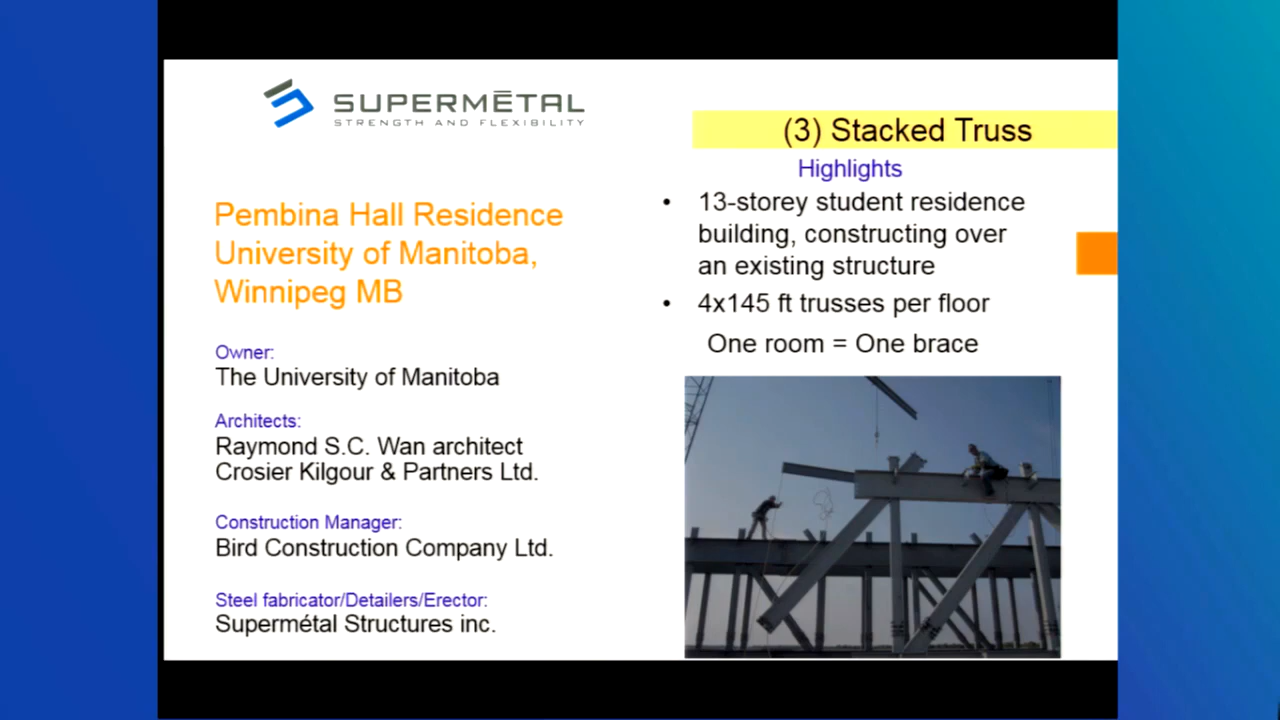 SUPERMĒTAL
STRENGTH AND FLEXIBILITY
Pembina Hall Residence
University of Manitoba,
Winnipeg MB
Owner:
The University of Manitoba
Architects:
Raymond S.C. Wan architect
Crosier Kilgour & Partners Ltd.
Construction Manager:
Bird Construction Company Ltd.
Steel fabricator/Detailers/Erector:
Supermétal Structures inc.
(3) Stacked Truss
Highlights
• 13-storey student residence
building, constructing over
an existing structure
• 4x145 ft trusses per floor
One room = One brace